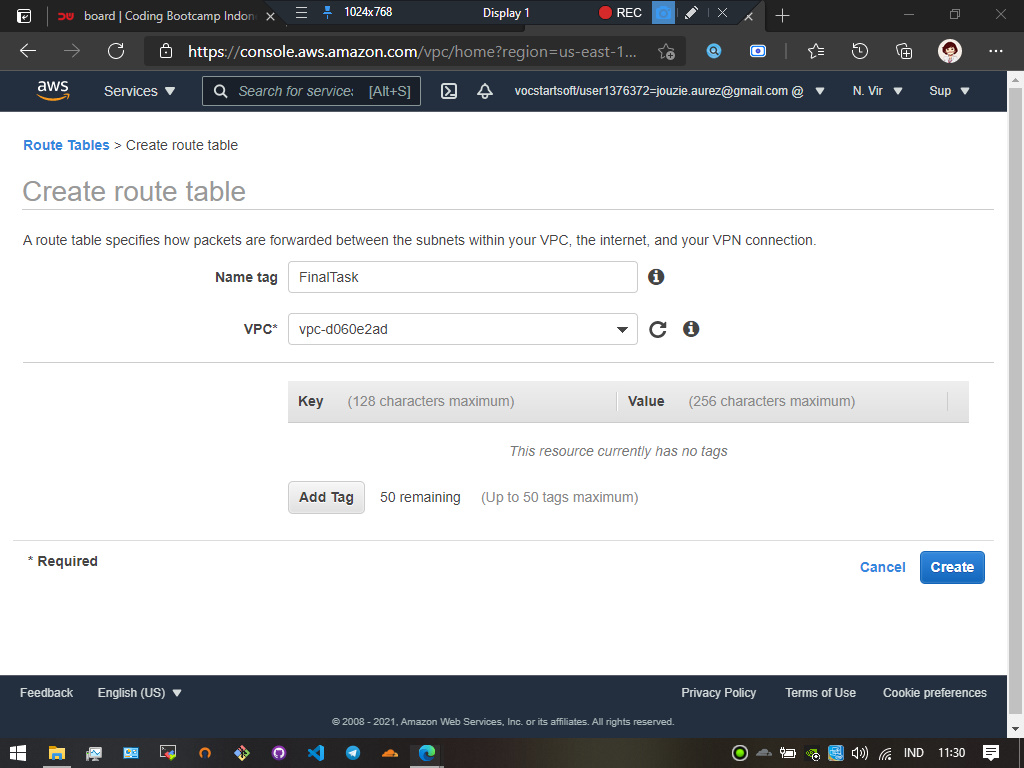 board | Coding Bootcamp Indon
1024x768
Display 1
REC
https://console.aws.amazon.com/vpc/home?region=us-east-1...
aws
Services
Search for services
[Alt+S]
vocstartsoft/user1376372=jouzie.aurez@gmail.com @
N. Vir
Sup
Route Tables > Create route table
Create route table
A route table specifies how packets are forwarded between the subnets within your VPC, the internet, and your VPN connection.
Name tag
FinalTask
VPC*
vpc-d060e2ad
Key (128 characters maximum)
Value (256 characters maximum)
This resource currently has no tags
Add Tag
50 remaining
(Up to 50 tags maximum)
* Required
Cancel
Create
Feedback
English (US)
Privacy Policy
Terms of Use
Cookie preferences
© 2008 - 2021, Amazon Web Services, Inc. or its affiliates. All rights reserved.
IND
11:30